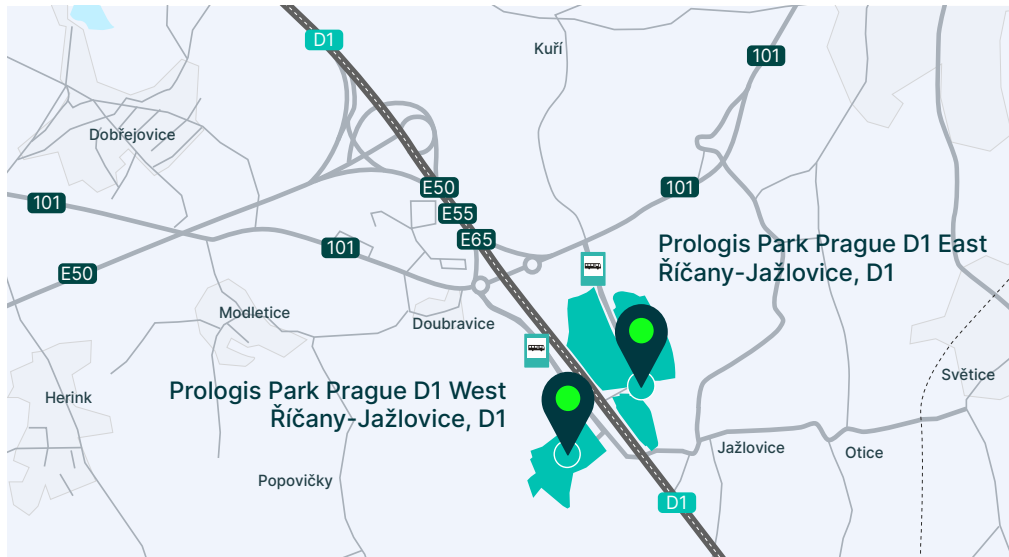 D1
Kuří
101
Dobřejovice
E50
101
101
E55
E65
101
Prologis Park Prague D1 East
Říčany-Jažlovice, D1
E50
Modletice
Doubravice
Světice
Herink
Prologis Park Prague D1 West
Říčany-Jažlovice, D1
Jažlovice
Otice
Popovičky
D1